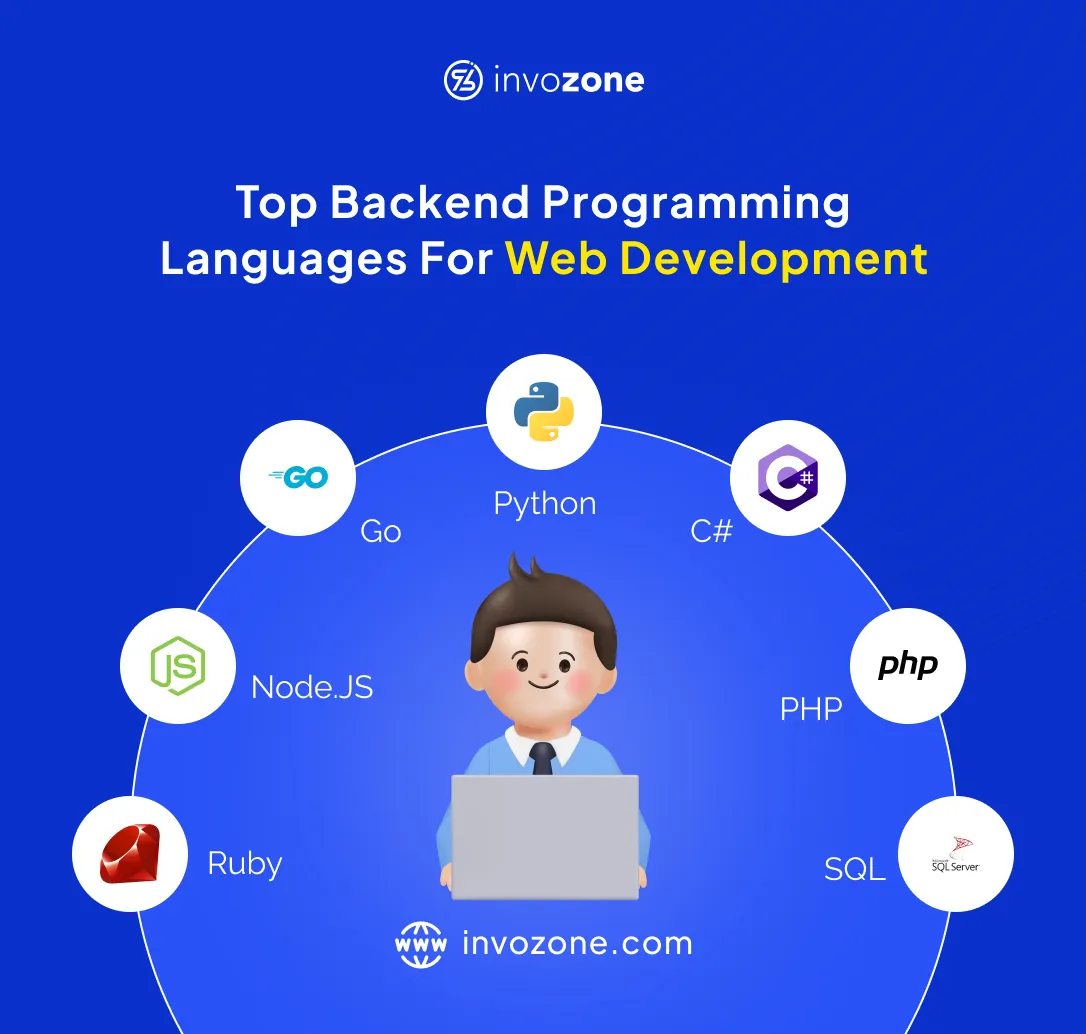 invozone
Top Backend Programming
Languages For Web Development
Python
GO
Go
C#
C#
JS
Node.JS
php
PHP
Ruby
Microsoft
SQL Server
SQL
www invozone.com